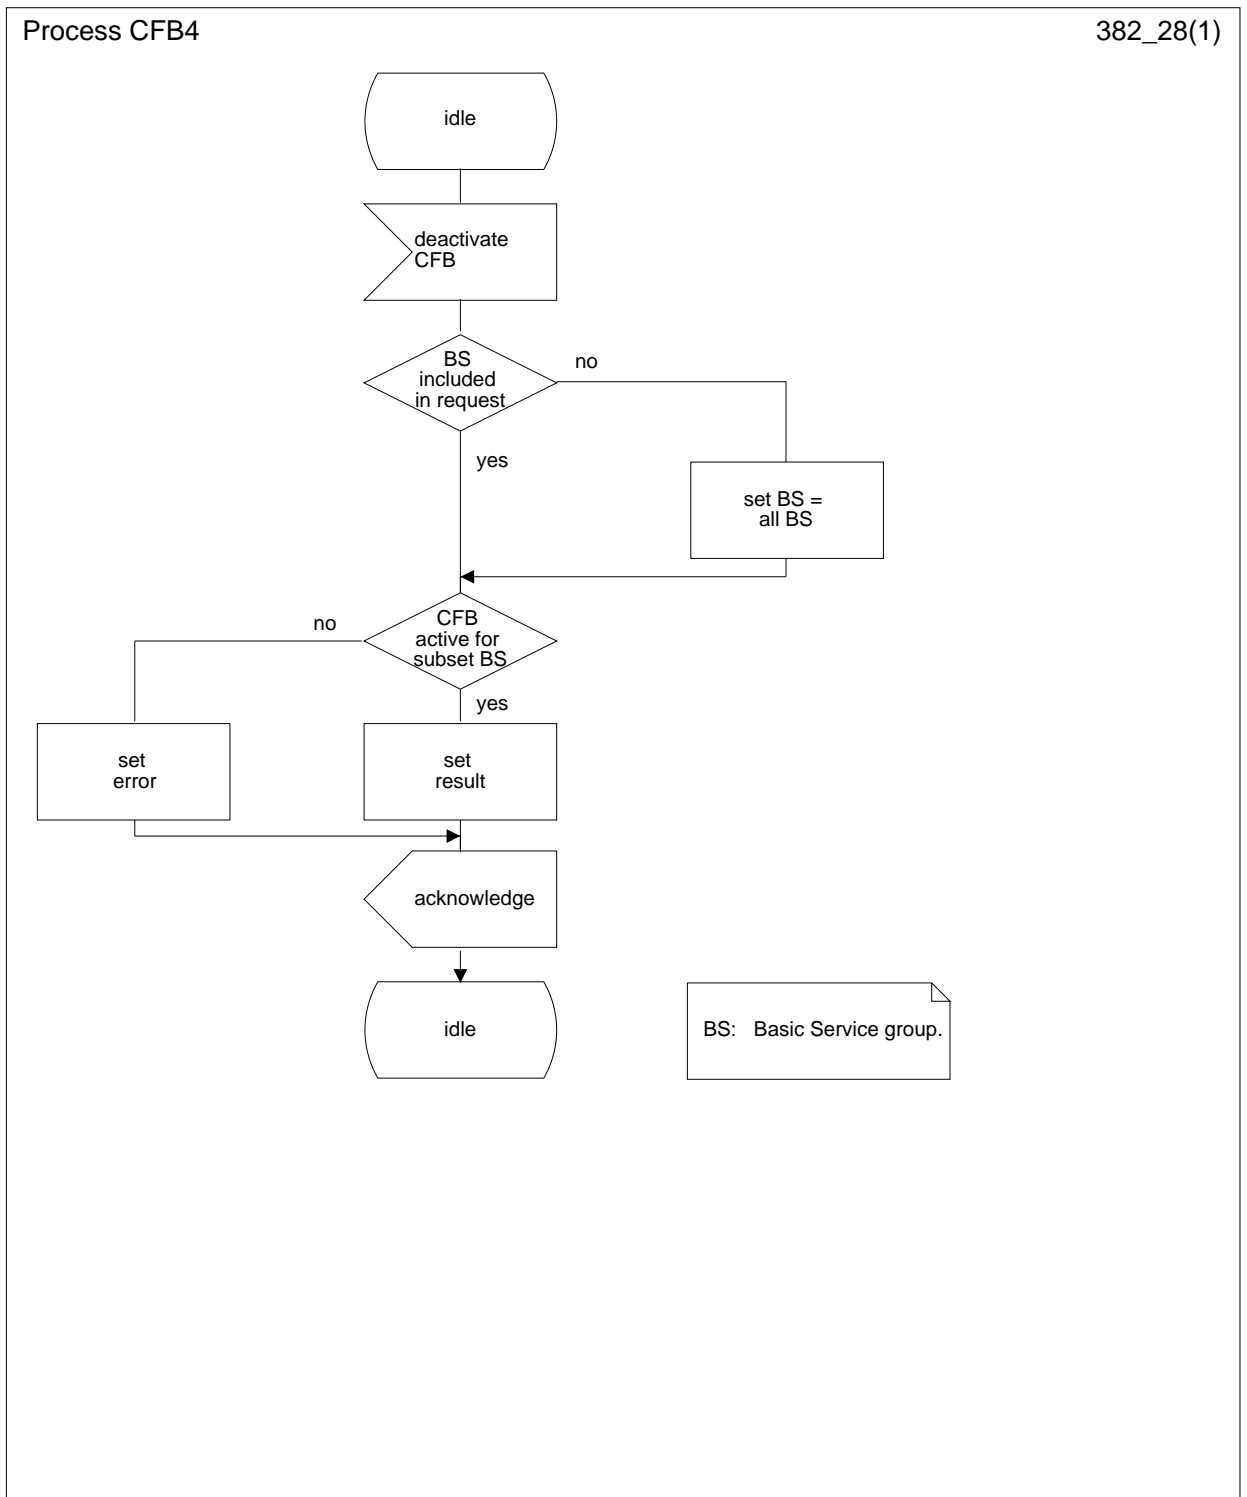 Process CFB4
382_28(1)
idle
deactivate
CFB
BS
included
in request
no
yes
set BS =
all BS
CFB
active for
subset BS
no
yes
set
error
set
result
acknowledge
idle
BS: Basic Service group.